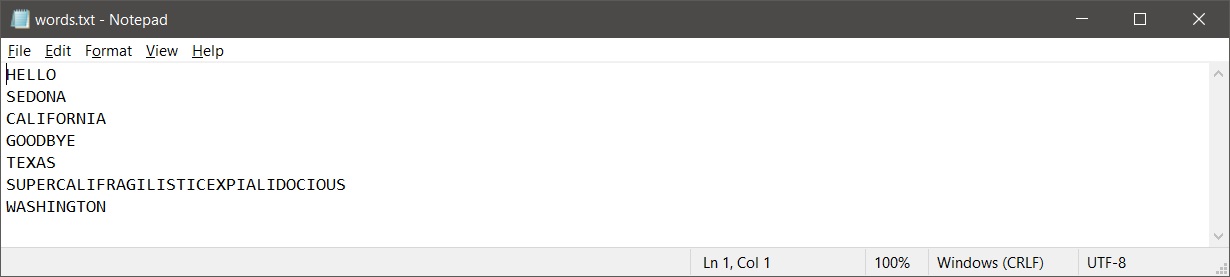 words.txt - Notepad
File Edit Format View Help
HELLO
SEDONA
CALIFORNIA
GOODBYE
TEXAS
SUPERCALIFRAGILISTICEXPIALIDOCIOUS
WASHINGTON
Ln 1, Col 1 100% Windows (CRLF) UTF-8